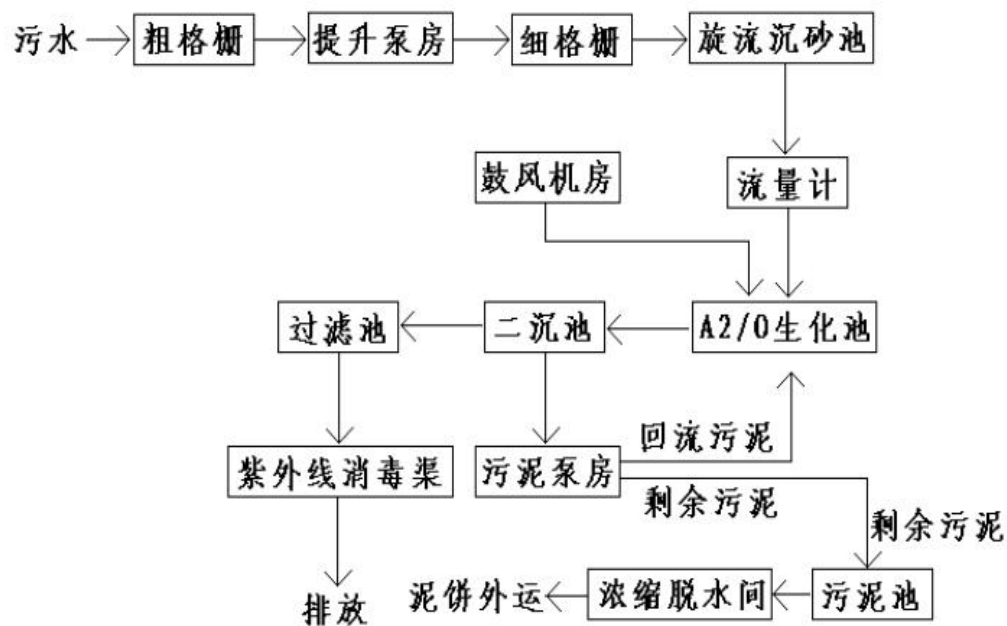 污水
粗格栅
提升泵房
细格栅
旋流沉砂池
鼓风机房
流量计
过滤池
二沉池
A2/O生化池
回流污泥
紫外线消毒渠
污泥泵房
剩余污泥
剩余污泥
排放
泥饼外运
浓缩脱水间
污泥池